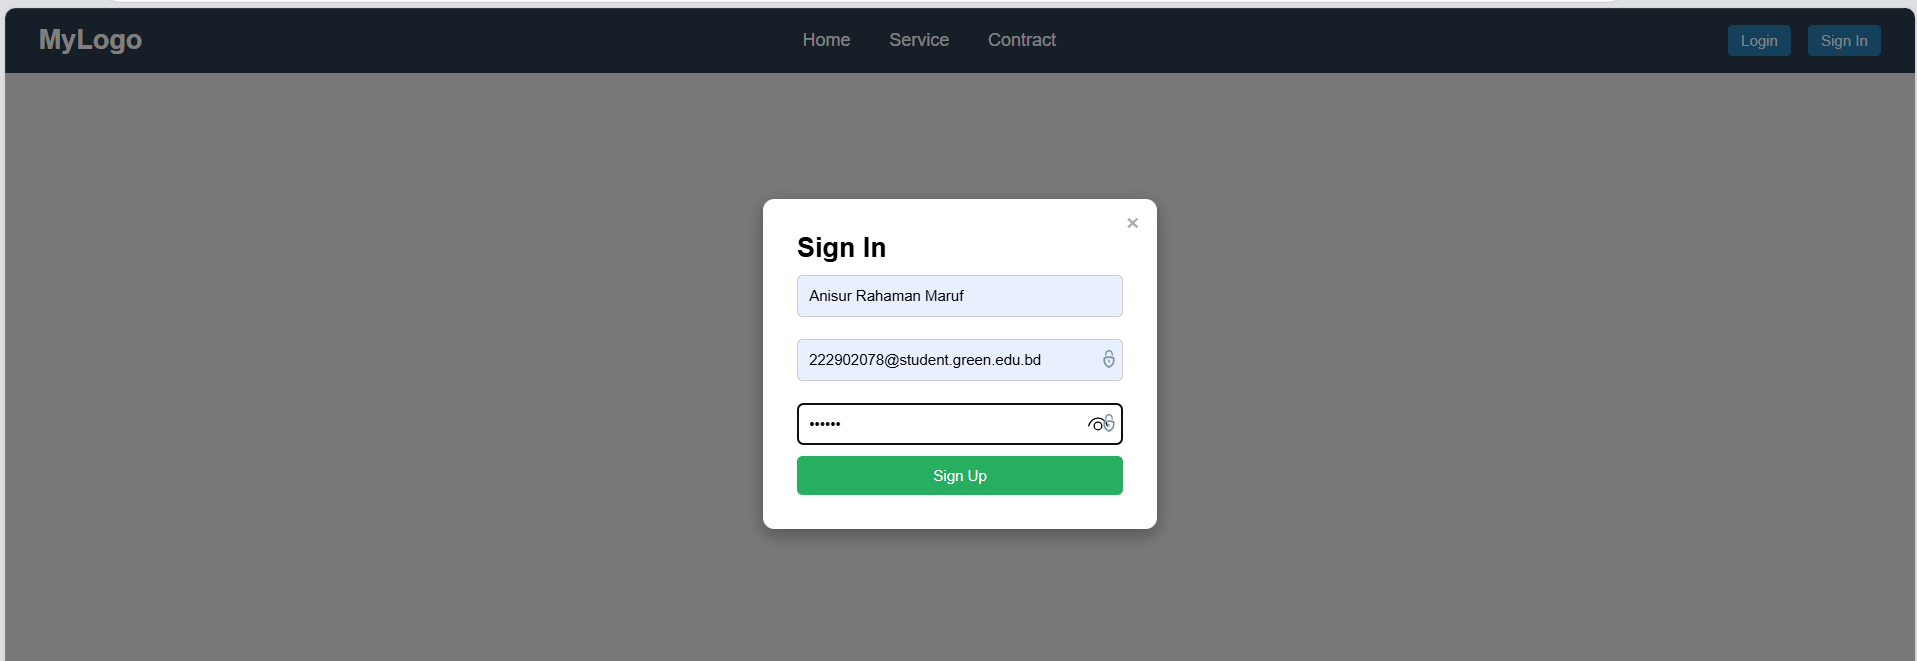 MyLogo
Home Service Contract
Login Sign In
×
Sign In
Anisur Rahaman Maruf
222902078@student.green.edu.bd
••••••
Sign Up